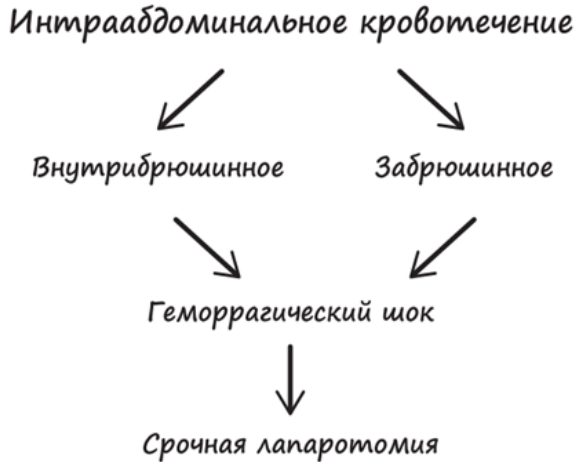 Интраабдоминальное кровотечение
Внутрибрюшинное
Забрюшинное
Геморрагический шок
Срочная лапаротомия